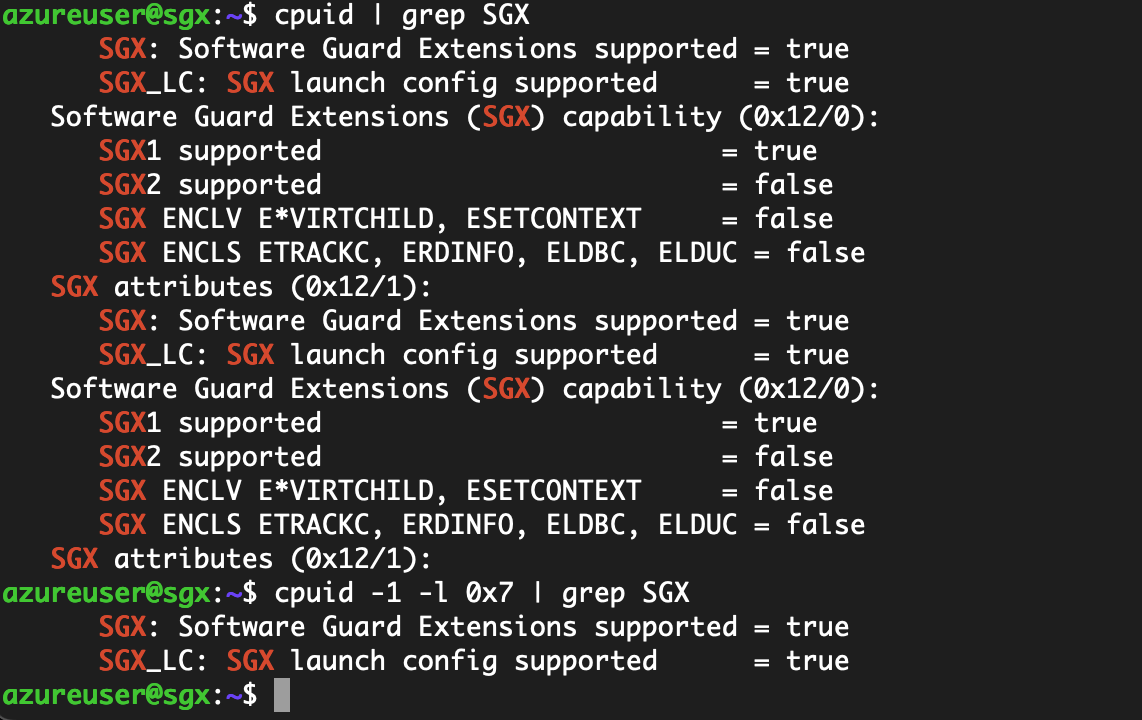 azureuser@sgx:~$ cpuid | grep SGX
      SGX: Software Guard Extensions supported = true
      SGX_LC: SGX launch config supported      = true
   Software Guard Extensions (SGX) capability (0x12/0):
      SGX1 supported                         = true
      SGX2 supported                         = false
      SGX ENCLV E*VIRTCHILD, ESETCONTEXT     = false
      SGX ENCLS ETRACKC, ERDINFO, ELDBC, ELDUC = false
   SGX attributes (0x12/1):
      SGX: Software Guard Extensions supported = true
      SGX_LC: SGX launch config supported      = true
   Software Guard Extensions (SGX) capability (0x12/0):
      SGX1 supported                         = true
      SGX2 supported                         = false
      SGX ENCLV E*VIRTCHILD, ESETCONTEXT     = false
      SGX ENCLS ETRACKC, ERDINFO, ELDBC, ELDUC = false
   SGX attributes (0x12/1):
azureuser@sgx:~$ cpuid -1 -l 0x7 | grep SGX
      SGX: Software Guard Extensions supported = true
      SGX_LC: SGX launch config supported      = true
azureuser@sgx:~$